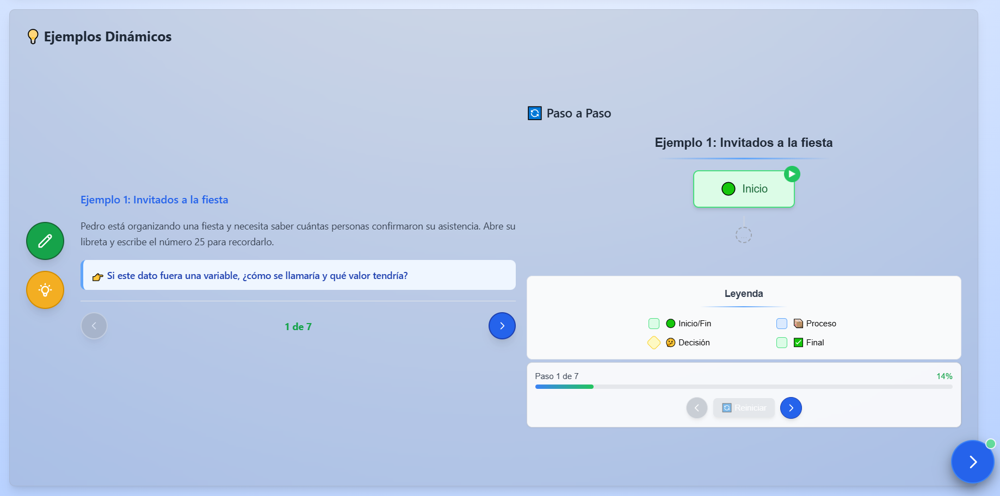 Ejemplos Dinámicos
Ejemplo 1: Invitados a la fiesta
Pedro está organizando una fiesta y necesita saber cuántas personas confirmaron su asistencia. Abre su
libreta y escribe el número 25 para recordarlo.
Si este dato fuera una variable, ¿cómo se llamaría y qué valor tendría?
1 de 7
Paso a Paso
Ejemplo 1: Invitados a la fiesta
Inicio
...
Leyenda
Inicio/Fin
Proceso
Decisión
Final
Paso 1 de 7
14%
Reiniciar